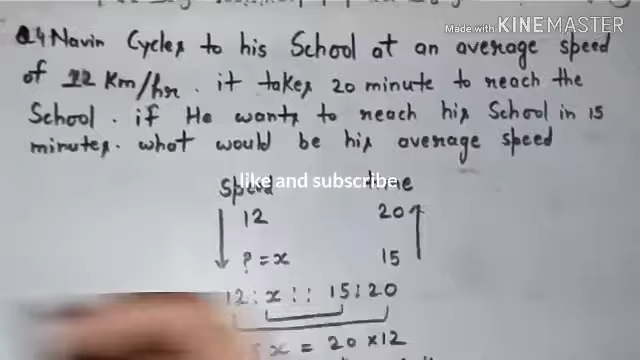 Made with KINEMASTER
Q4 Navin Cycles to his School at an average speed
of 12 Km/hr. it takes 20 minute to reach the
School. if He wants to reach his School in 15
minutes. what would be his average speed
like and subscribe
Speed time
12 20
? = x 15
12 : x :: 15 : 20
x = 20 × 12